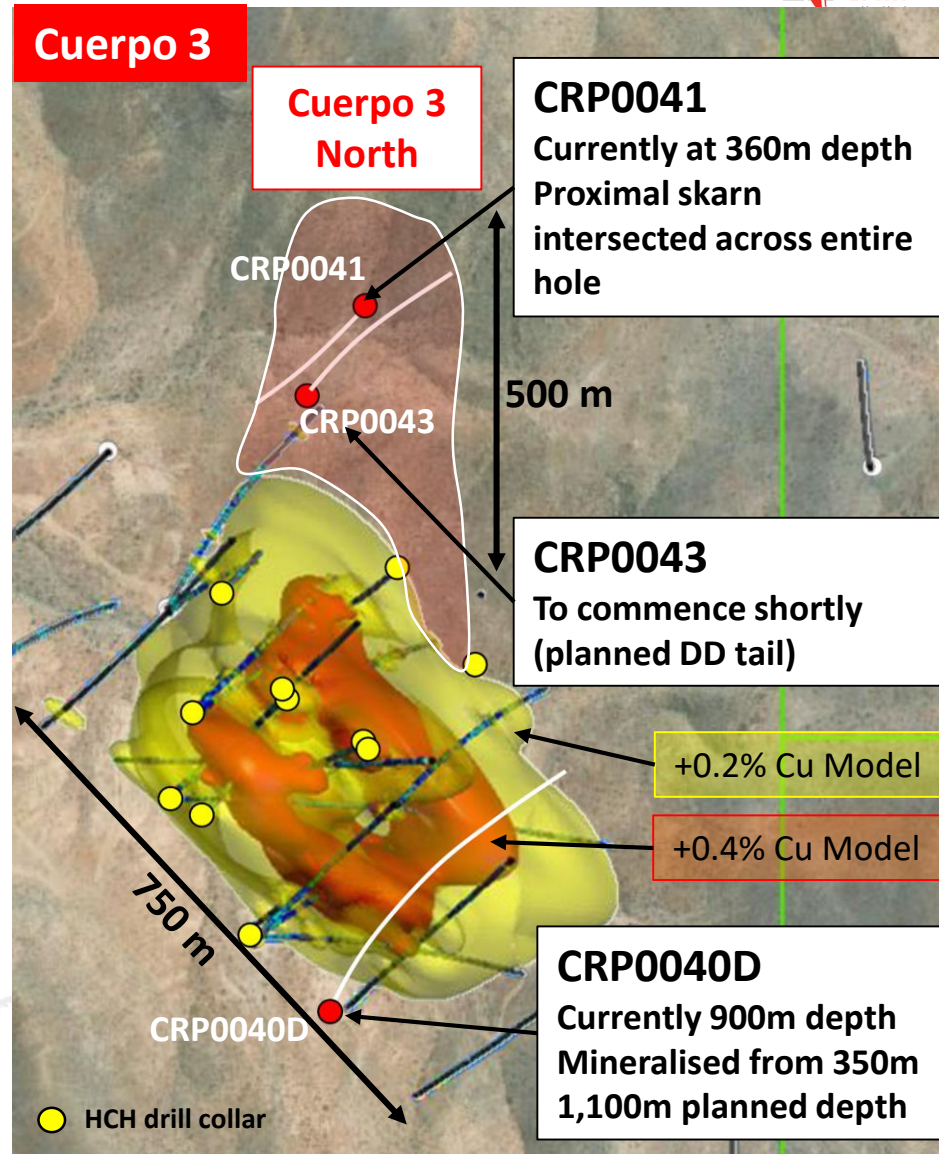 Cuerpo 3
Cuerpo 3
North
CRP0041
Currently at 360m depth
Proximal skarn
intersected across entire
hole
CRP0041
500 m
CRP0043
CRP0043
To commence shortly
(planned DD tail)
+0.2% Cu Model
+0.4% Cu Model
750 m
CRP0040D
Currently 900m depth
Mineralised from 350m
1,100m planned depth
CRP0040D
HCH drill collar